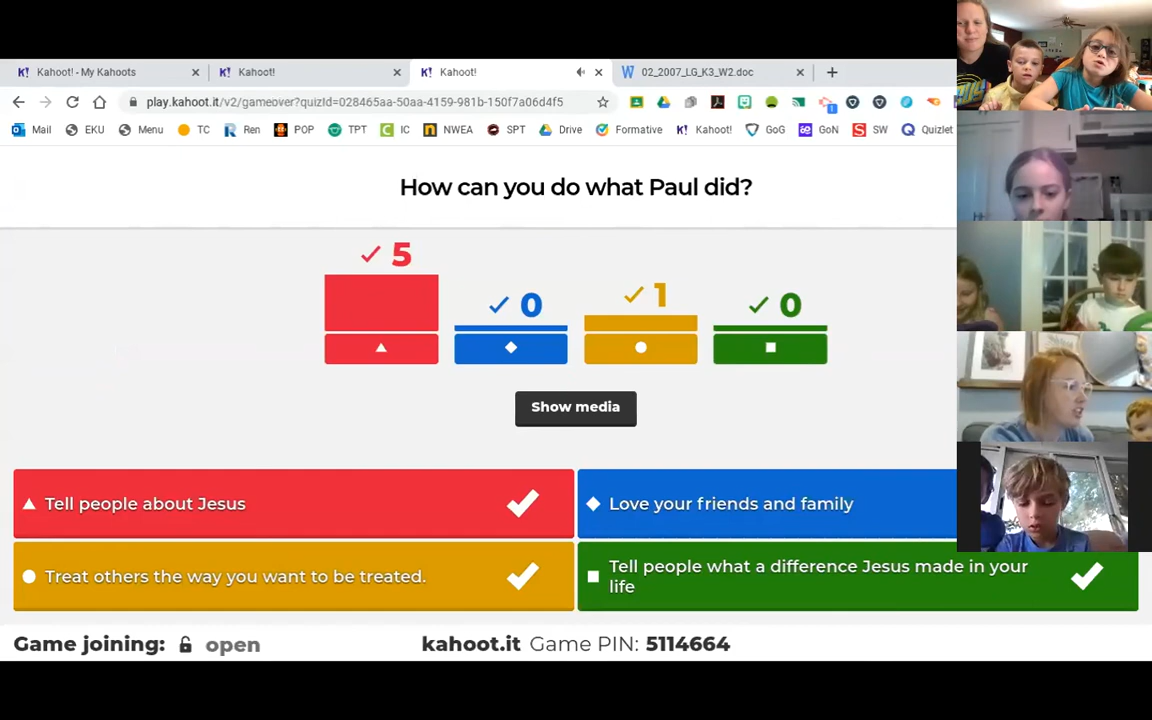 Kahoot! - My Kahoots
Kahoot!
Kahoot!
02_2007_LG_K3_W2.doc
play.kahoot.it/v2/gameover?quizId=028465aa-50aa-4159-981b-150f7a06d4f5
Mail EKU Menu TC Ren POP TPT IC NWEA SPT Drive Formative Kahoot! GoG GoN SW Quizlet
How can you do what Paul did?
5
0
1
0
Show media
Tell people about Jesus
Love your friends and family
Treat others the way you want to be treated.
Tell people what a difference Jesus made in your
life
Game joining: open
kahoot.it Game PIN: 5114664